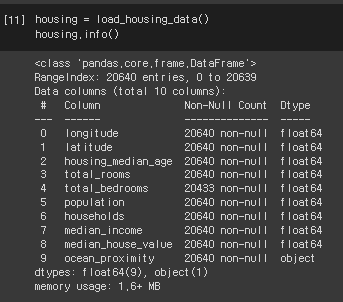 [11] housing = load_housing_data()
housing.info()
<class 'pandas.core.frame.DataFrame'>
RangeIndex: 20640 entries, 0 to 20639
Data columns (total 10 columns):
 #   Column              Non-Null Count  Dtype
---  ------              --------------  -----
 0   longitude           20640 non-null  float64
 1   latitude            20640 non-null  float64
 2   housing_median_age  20640 non-null  float64
 3   total_rooms         20640 non-null  float64
 4   total_bedrooms      20433 non-null  float64
 5   population          20640 non-null  float64
 6   households          20640 non-null  float64
 7   median_income       20640 non-null  float64
 8   median_house_value  20640 non-null  float64
 9   ocean_proximity     20640 non-null  object
dtypes: float64(9), object(1)
memory usage: 1.6+ MB